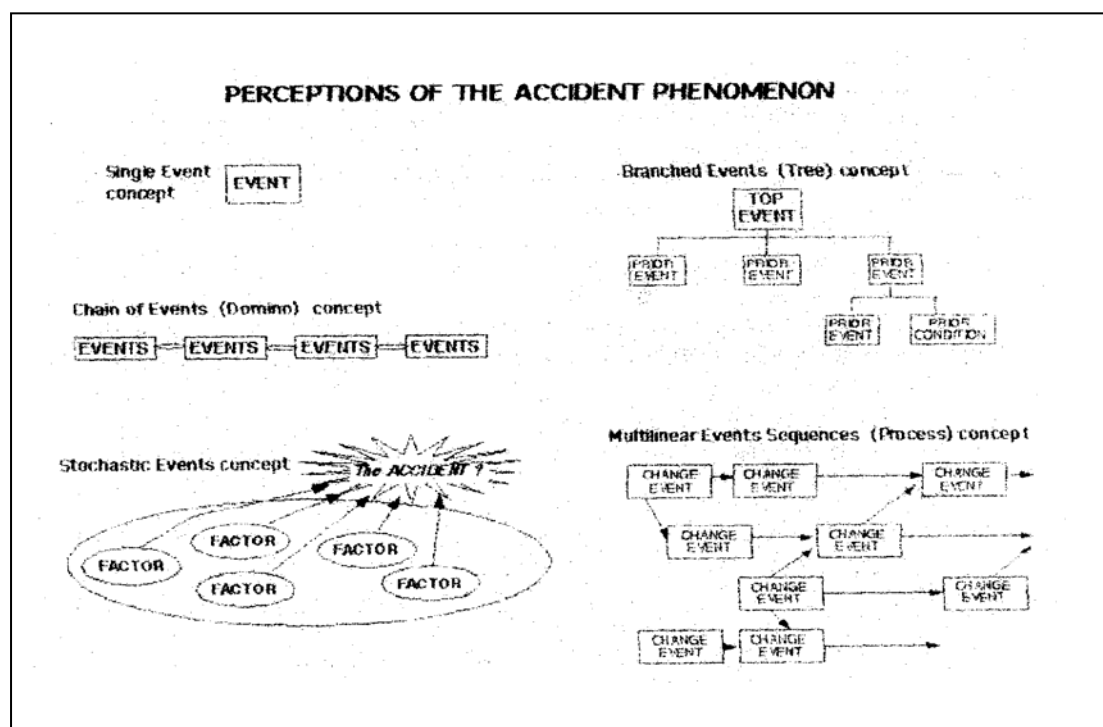 PERCEPTIONS OF THE ACCIDENT PHENOMENON
Single Event
concept
EVENT
Chain of Events (Domino) concept
EVENTS
EVENTS
EVENTS
EVENTS
Stochastic Events concept
The ACCIDENT ?
FACTOR
FACTOR
FACTOR
FACTOR
FACTOR
Branched Events (Tree) concept
TOP
EVENT
PRIOR
EVENT
PRIOR
EVENT
PRIOR
EVENT
PRIOR
EVENT
PRIOR
CONDITION
Multilinear Events Sequences (Process) concept
CHANGE
EVENT
CHANGE
EVENT
CHANGE
EVENT
CHANGE
EVENT
CHANGE
EVENT
CHANGE
EVENT
CHANGE
EVENT
CHANGE
EVENT
CHANGE
EVENT